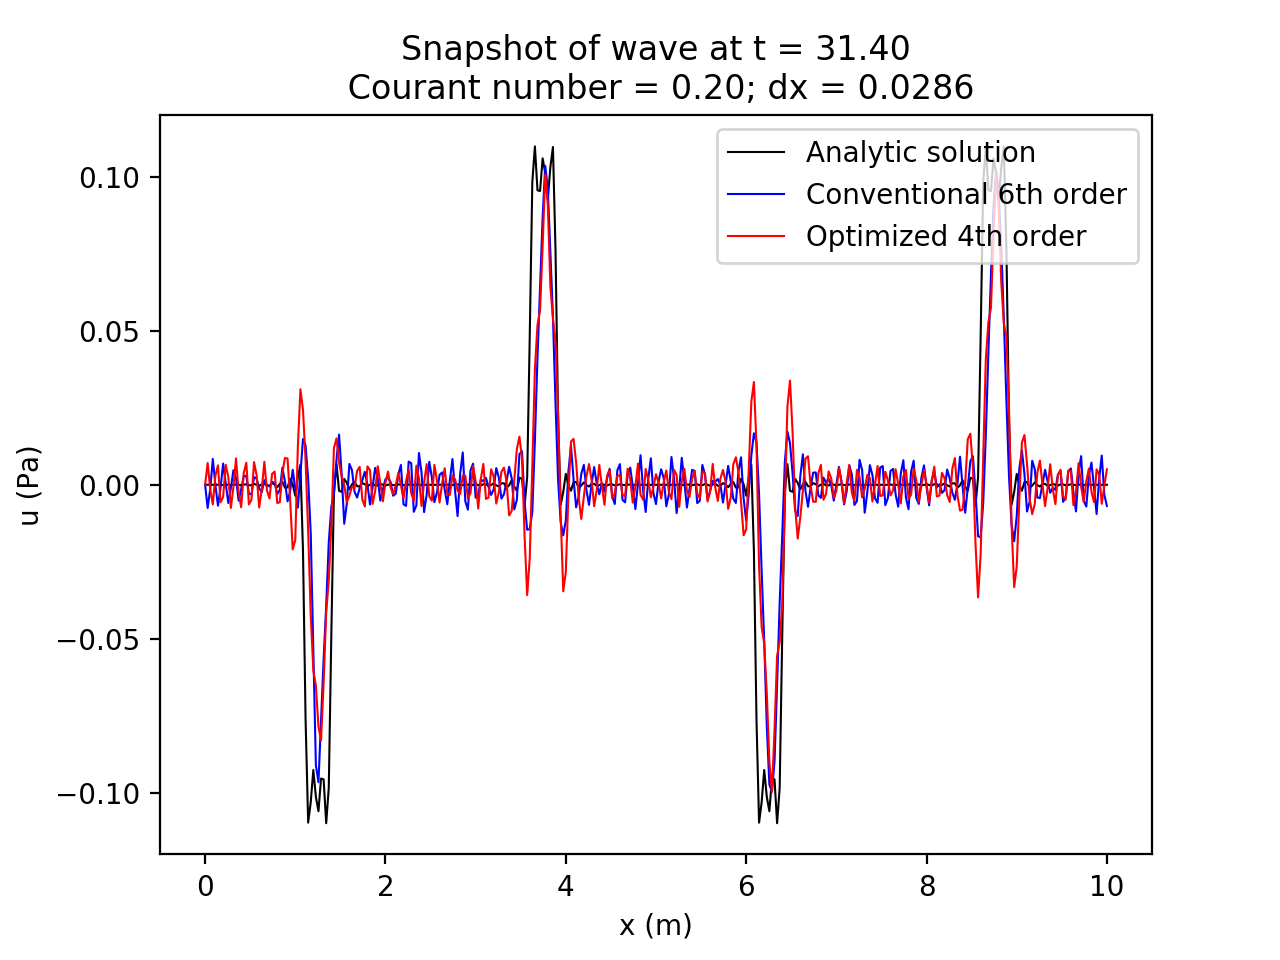 Snapshot of wave at t = 31.40
Courant number = 0.20; dx = 0.0286
Analytic solution
Conventional 6th order
Optimized 4th order
0.10
0.05
0.00
−0.05
−0.10
u (Pa)
0 2 4 6 8 10
x (m)